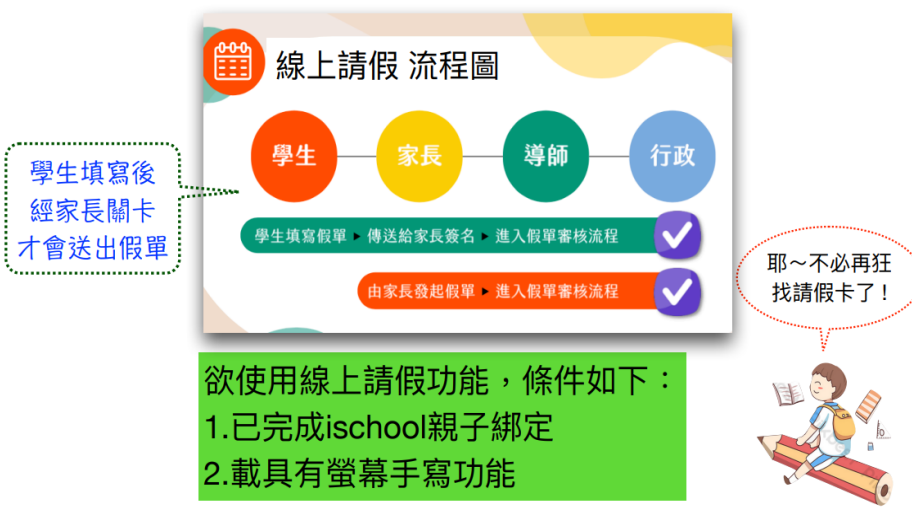 線上請假 流程圖
學生
家長
導師
行政
學生填寫後
經家長關卡
才會送出假單
學生填寫假單 ▸ 傳送給家長簽名 ▸ 進入假單審核流程
由家長發起假單 ▸ 進入假單審核流程
耶～不必再狂
找請假卡了！
欲使用線上請假功能，條件如下：
1.已完成ischool親子綁定
2.載具有螢幕手寫功能